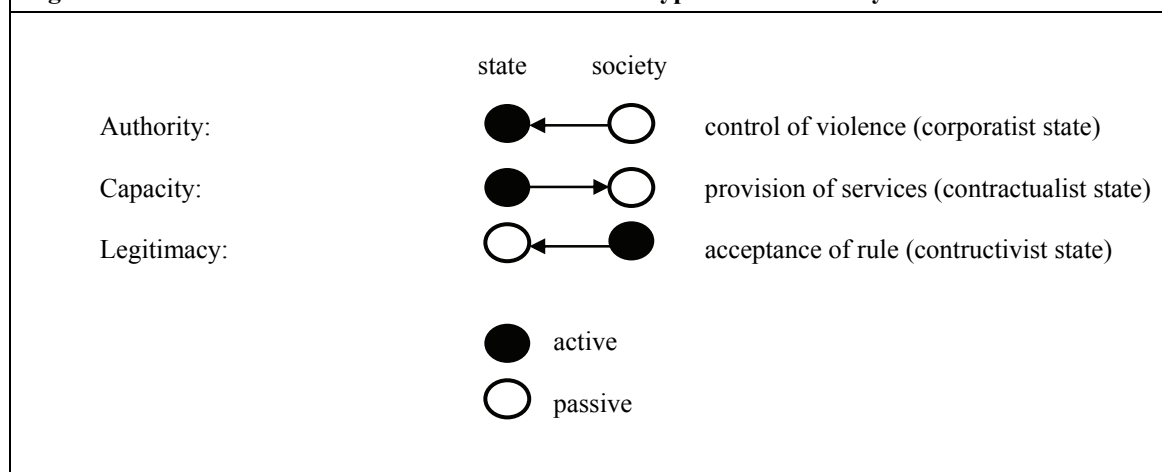 state society
Authority: control of violence (corporatist state)
Capacity: provision of services (contractualist state)
Legitimacy: acceptance of rule (contructivist state)
active
passive